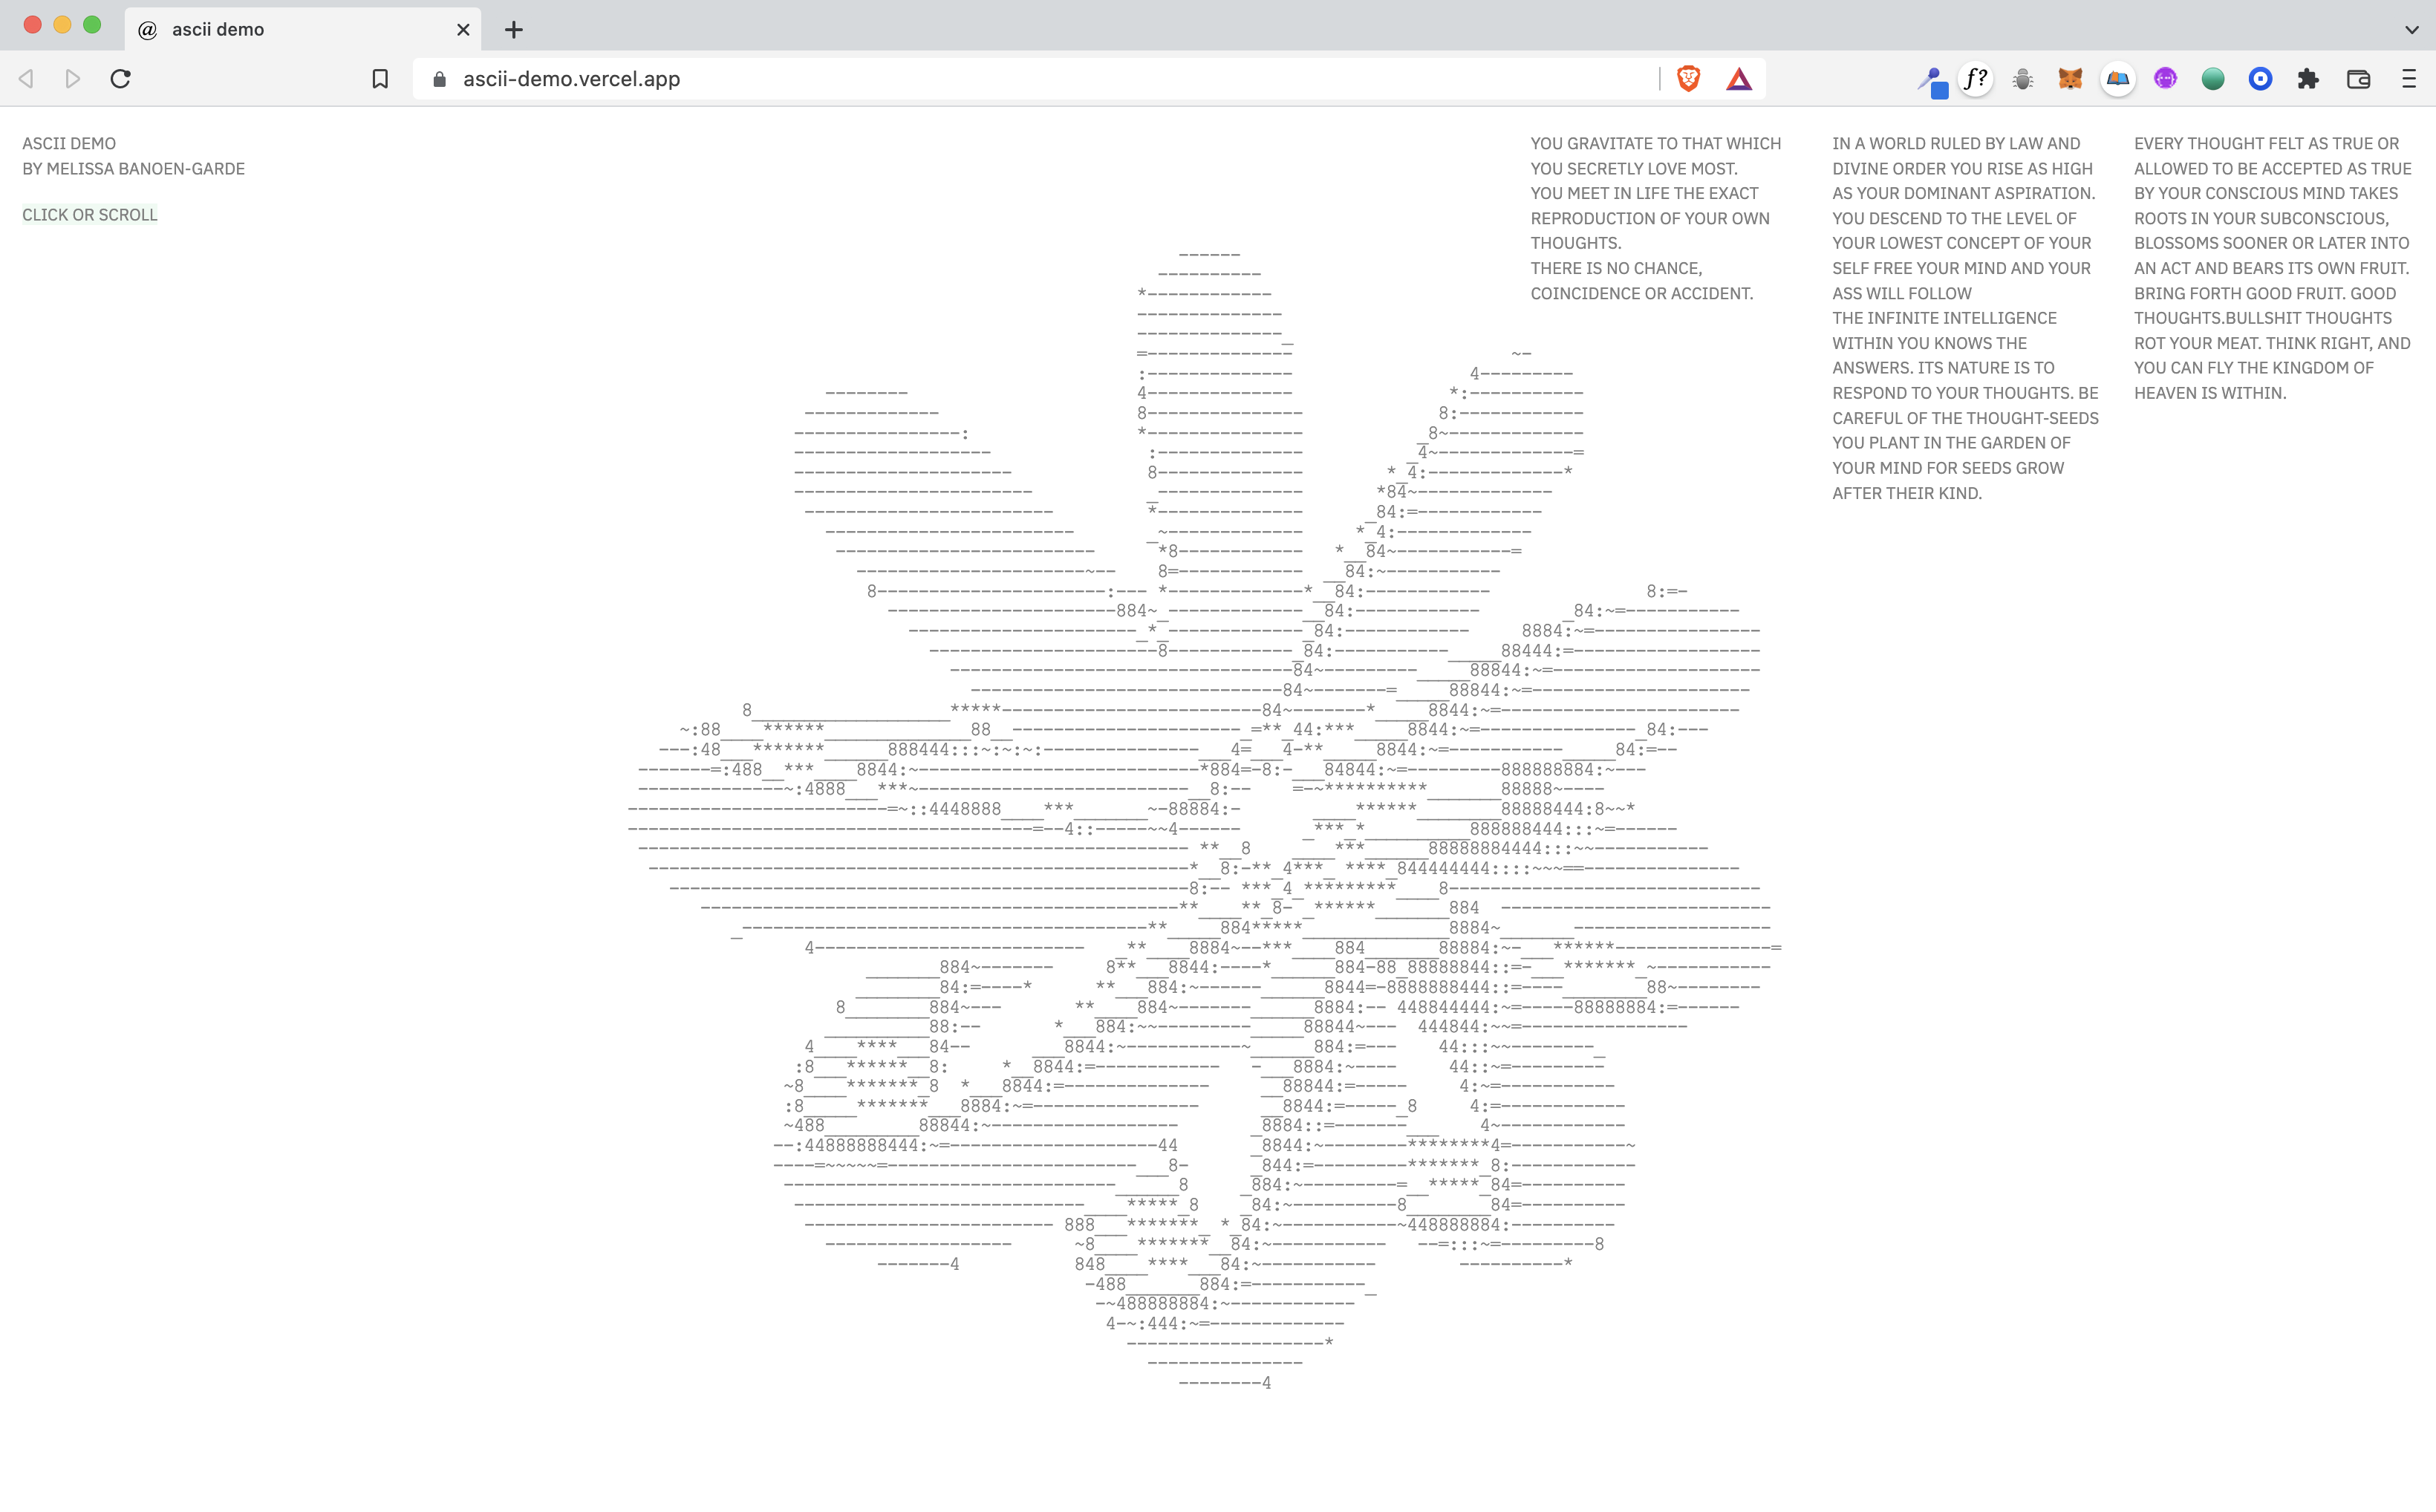 ascii demo
ascii-demo.vercel.app
f?
ASCII DEMO
BY MELISSA BANOEN-GARDE
CLICK OR SCROLL
YOU GRAVITATE TO THAT WHICH
YOU SECRETLY LOVE MOST.
YOU MEET IN LIFE THE EXACT
REPRODUCTION OF YOUR OWN
THOUGHTS.
THERE IS NO CHANCE,
COINCIDENCE OR ACCIDENT.
IN A WORLD RULED BY LAW AND
DIVINE ORDER YOU RISE AS HIGH
AS YOUR DOMINANT ASPIRATION.
YOU DESCEND TO THE LEVEL OF
YOUR LOWEST CONCEPT OF YOUR
SELF FREE YOUR MIND AND YOUR
ASS WILL FOLLOW
THE INFINITE INTELLIGENCE
WITHIN YOU KNOWS THE
ANSWERS. ITS NATURE IS TO
RESPOND TO YOUR THOUGHTS. BE
CAREFUL OF THE THOUGHT-SEEDS
YOU PLANT IN THE GARDEN OF
YOUR MIND FOR SEEDS GROW
AFTER THEIR KIND.
EVERY THOUGHT FELT AS TRUE OR
ALLOWED TO BE ACCEPTED AS TRUE
BY YOUR CONSCIOUS MIND TAKES
ROOTS IN YOUR SUBCONSCIOUS,
BLOSSOMS SOONER OR LATER INTO
AN ACT AND BEARS ITS OWN FRUIT.
BRING FORTH GOOD FRUIT. GOOD
THOUGHTS.BULLSHIT THOUGHTS
ROT YOUR MEAT. THINK RIGHT, AND
YOU CAN FLY THE KINGDOM OF
HEAVEN IS WITHIN.